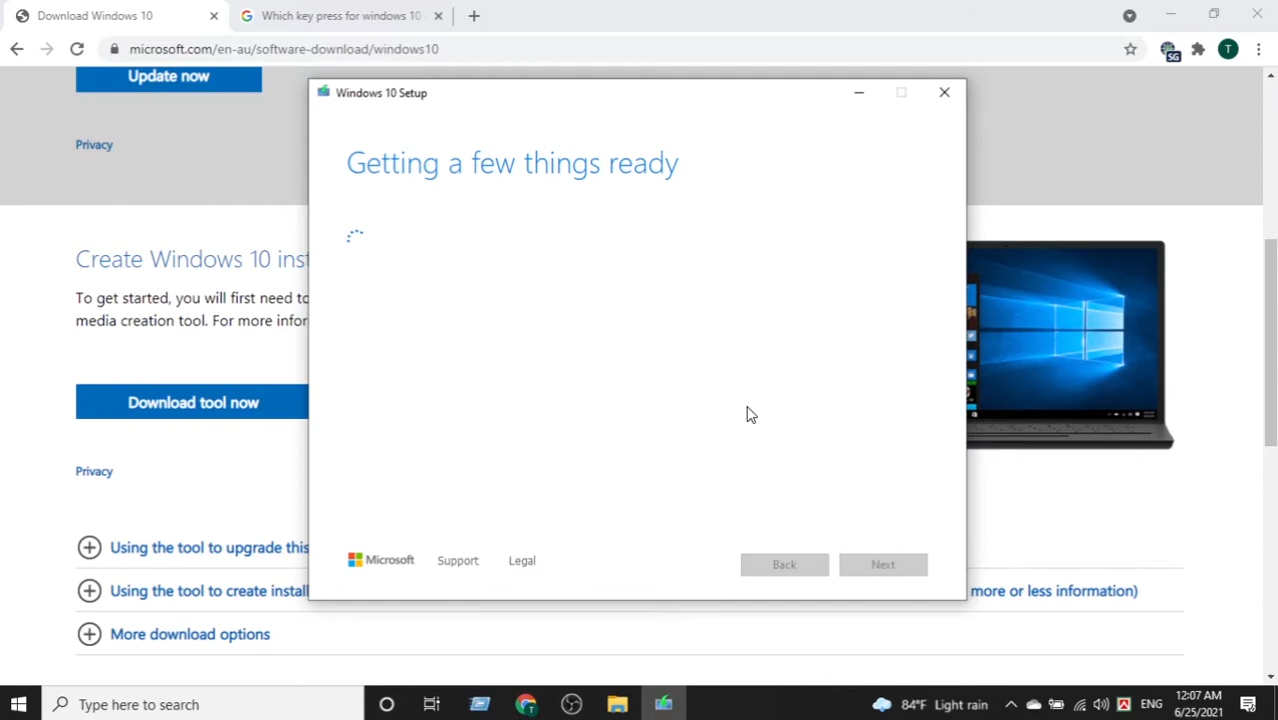 Download Windows 10
Which key press for windows 10
microsoft.com/en-au/software-download/windows10
SG
T
Update now
Privacy
Windows 10 Setup
Getting a few things ready
Create Windows 10 inst
To get started, you will first need to
media creation tool. For more infor
Download tool now
Privacy
Using the tool to upgrade this
Using the tool to create install
more or less information)
More download options
Microsoft
Support
Legal
Back
Next
Type here to search
84°F Light rain
ENG
12:07 AM
6/25/2021